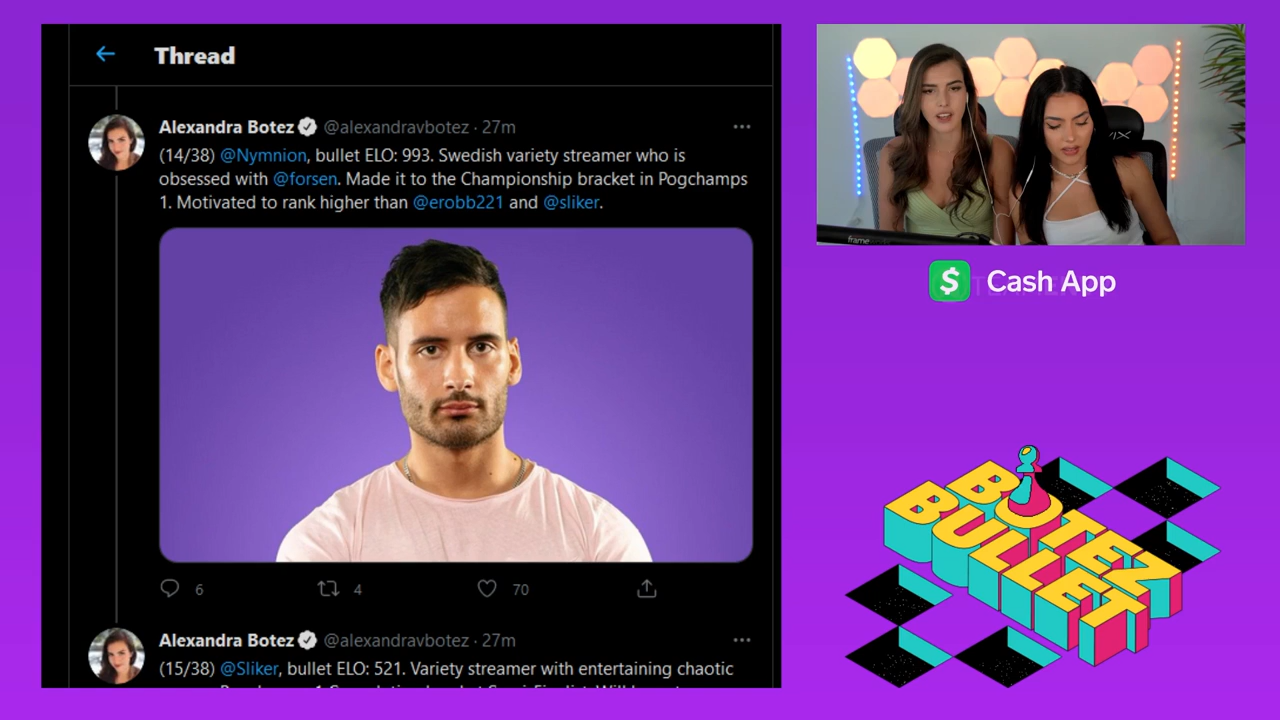 Thread
Alexandra Botez @alexandravbotez · 27m
(14/38) @Nymnion, bullet ELO: 993. Swedish variety streamer who is
obsessed with @forsen. Made it to the Championship bracket in Pogchamps
1. Motivated to rank higher than @erobb221 and @sliker.
6
4
70
Alexandra Botez @alexandravbotez · 27m
(15/38) @Sliker, bullet ELO: 521. Variety streamer with entertaining chaotic
frame
$ Cash App
BOTEZ
BULLET